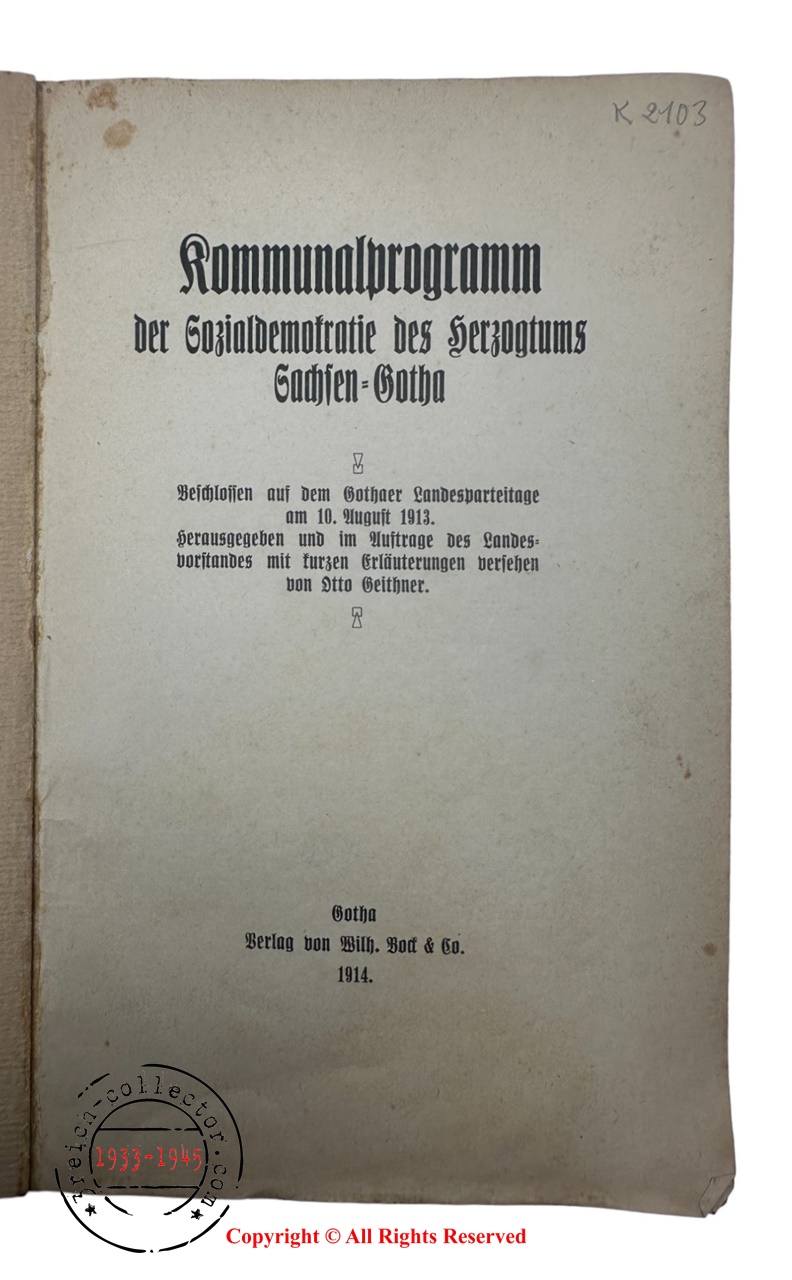 K 2103
Kommunalprogramm
der Sozialdemokratie des Herzogtums
Sachsen=Gotha
Beschlossen auf dem Gothaer Landesparteitage
am 10. August 1913.
Herausgegeben und im Auftrage des Landes=
vorstandes mit kurzen Erläuterungen versehen
von Otto Geithner.
Gotha
Verlag von Wilh. Bock & Co.
1914.
3reich-collector.com
1933-1945
Copyright © All Rights Reserved